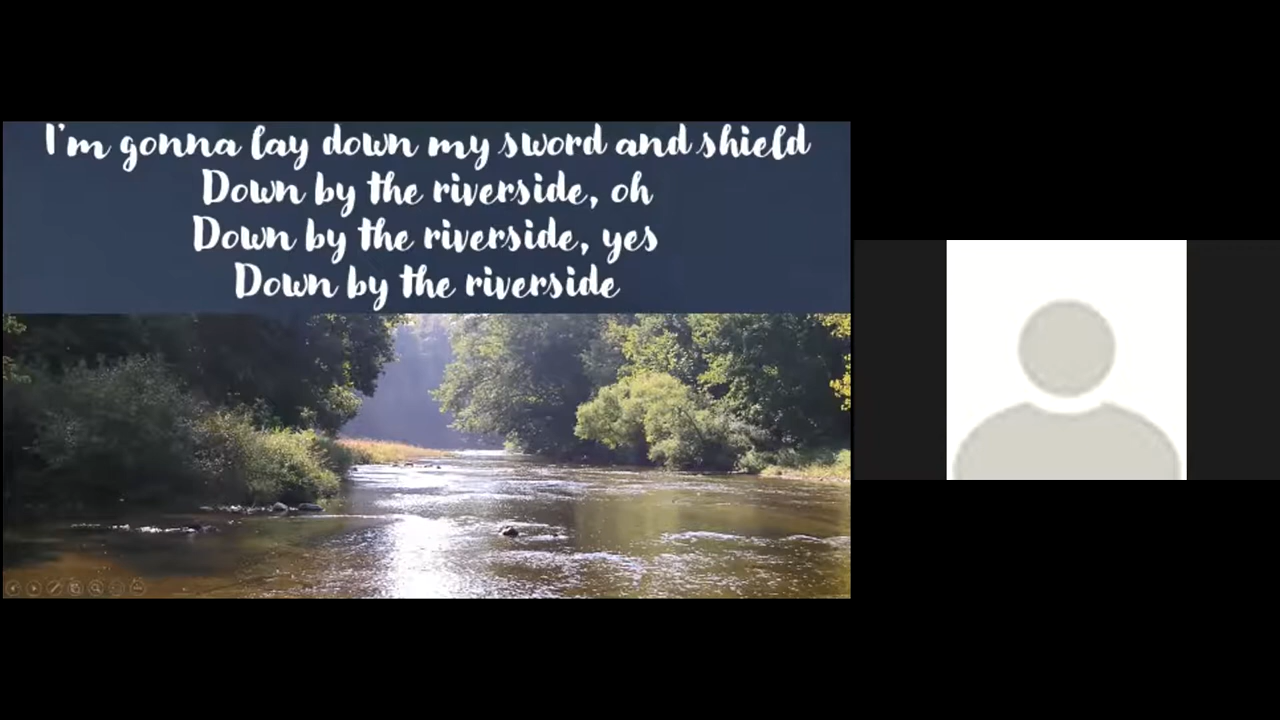 I'm gonna lay down my sword and shield
Down by the riverside, oh
Down by the riverside, yes
Down by the riverside